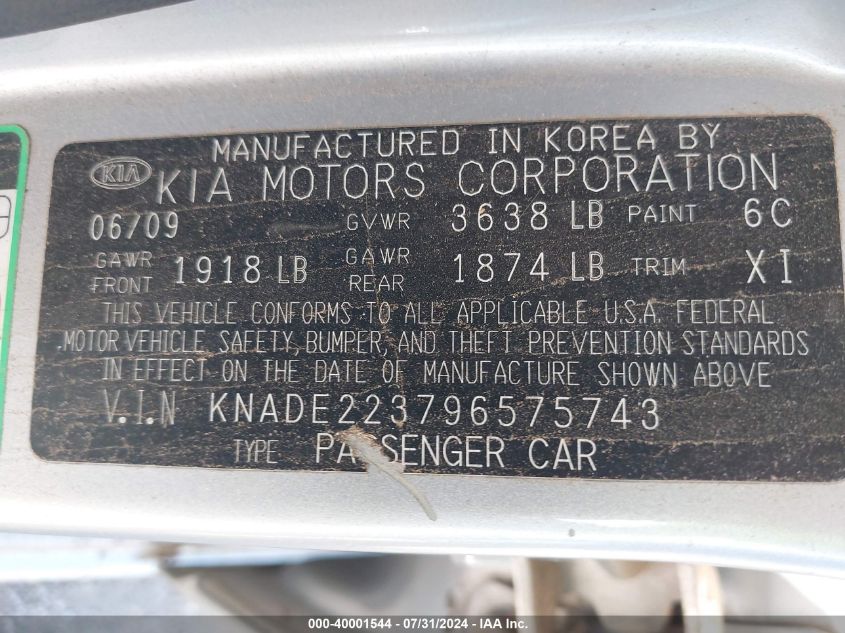 MANUFACTURED IN KOREA BY
KIA KIA MOTORS CORPORATION
06/09 GVWR 3638 LB PAINT 6C
GAWR FRONT 1918 LB GAWR REAR 1874 LB TRIM XI
THIS VEHICLE CONFORMS TO ALL APPLICABLE U.S.A. FEDERAL
MOTOR VEHICLE SAFETY, BUMPER, AND THEFT PREVENTION STANDARDS
IN EFFECT ON THE DATE OF MANUFACTURE SHOWN ABOVE
V.I.N KNADE223796575743
TYPE PASSENGER CAR
000-40001544 / 07/31/2024 - © IAA Inc.